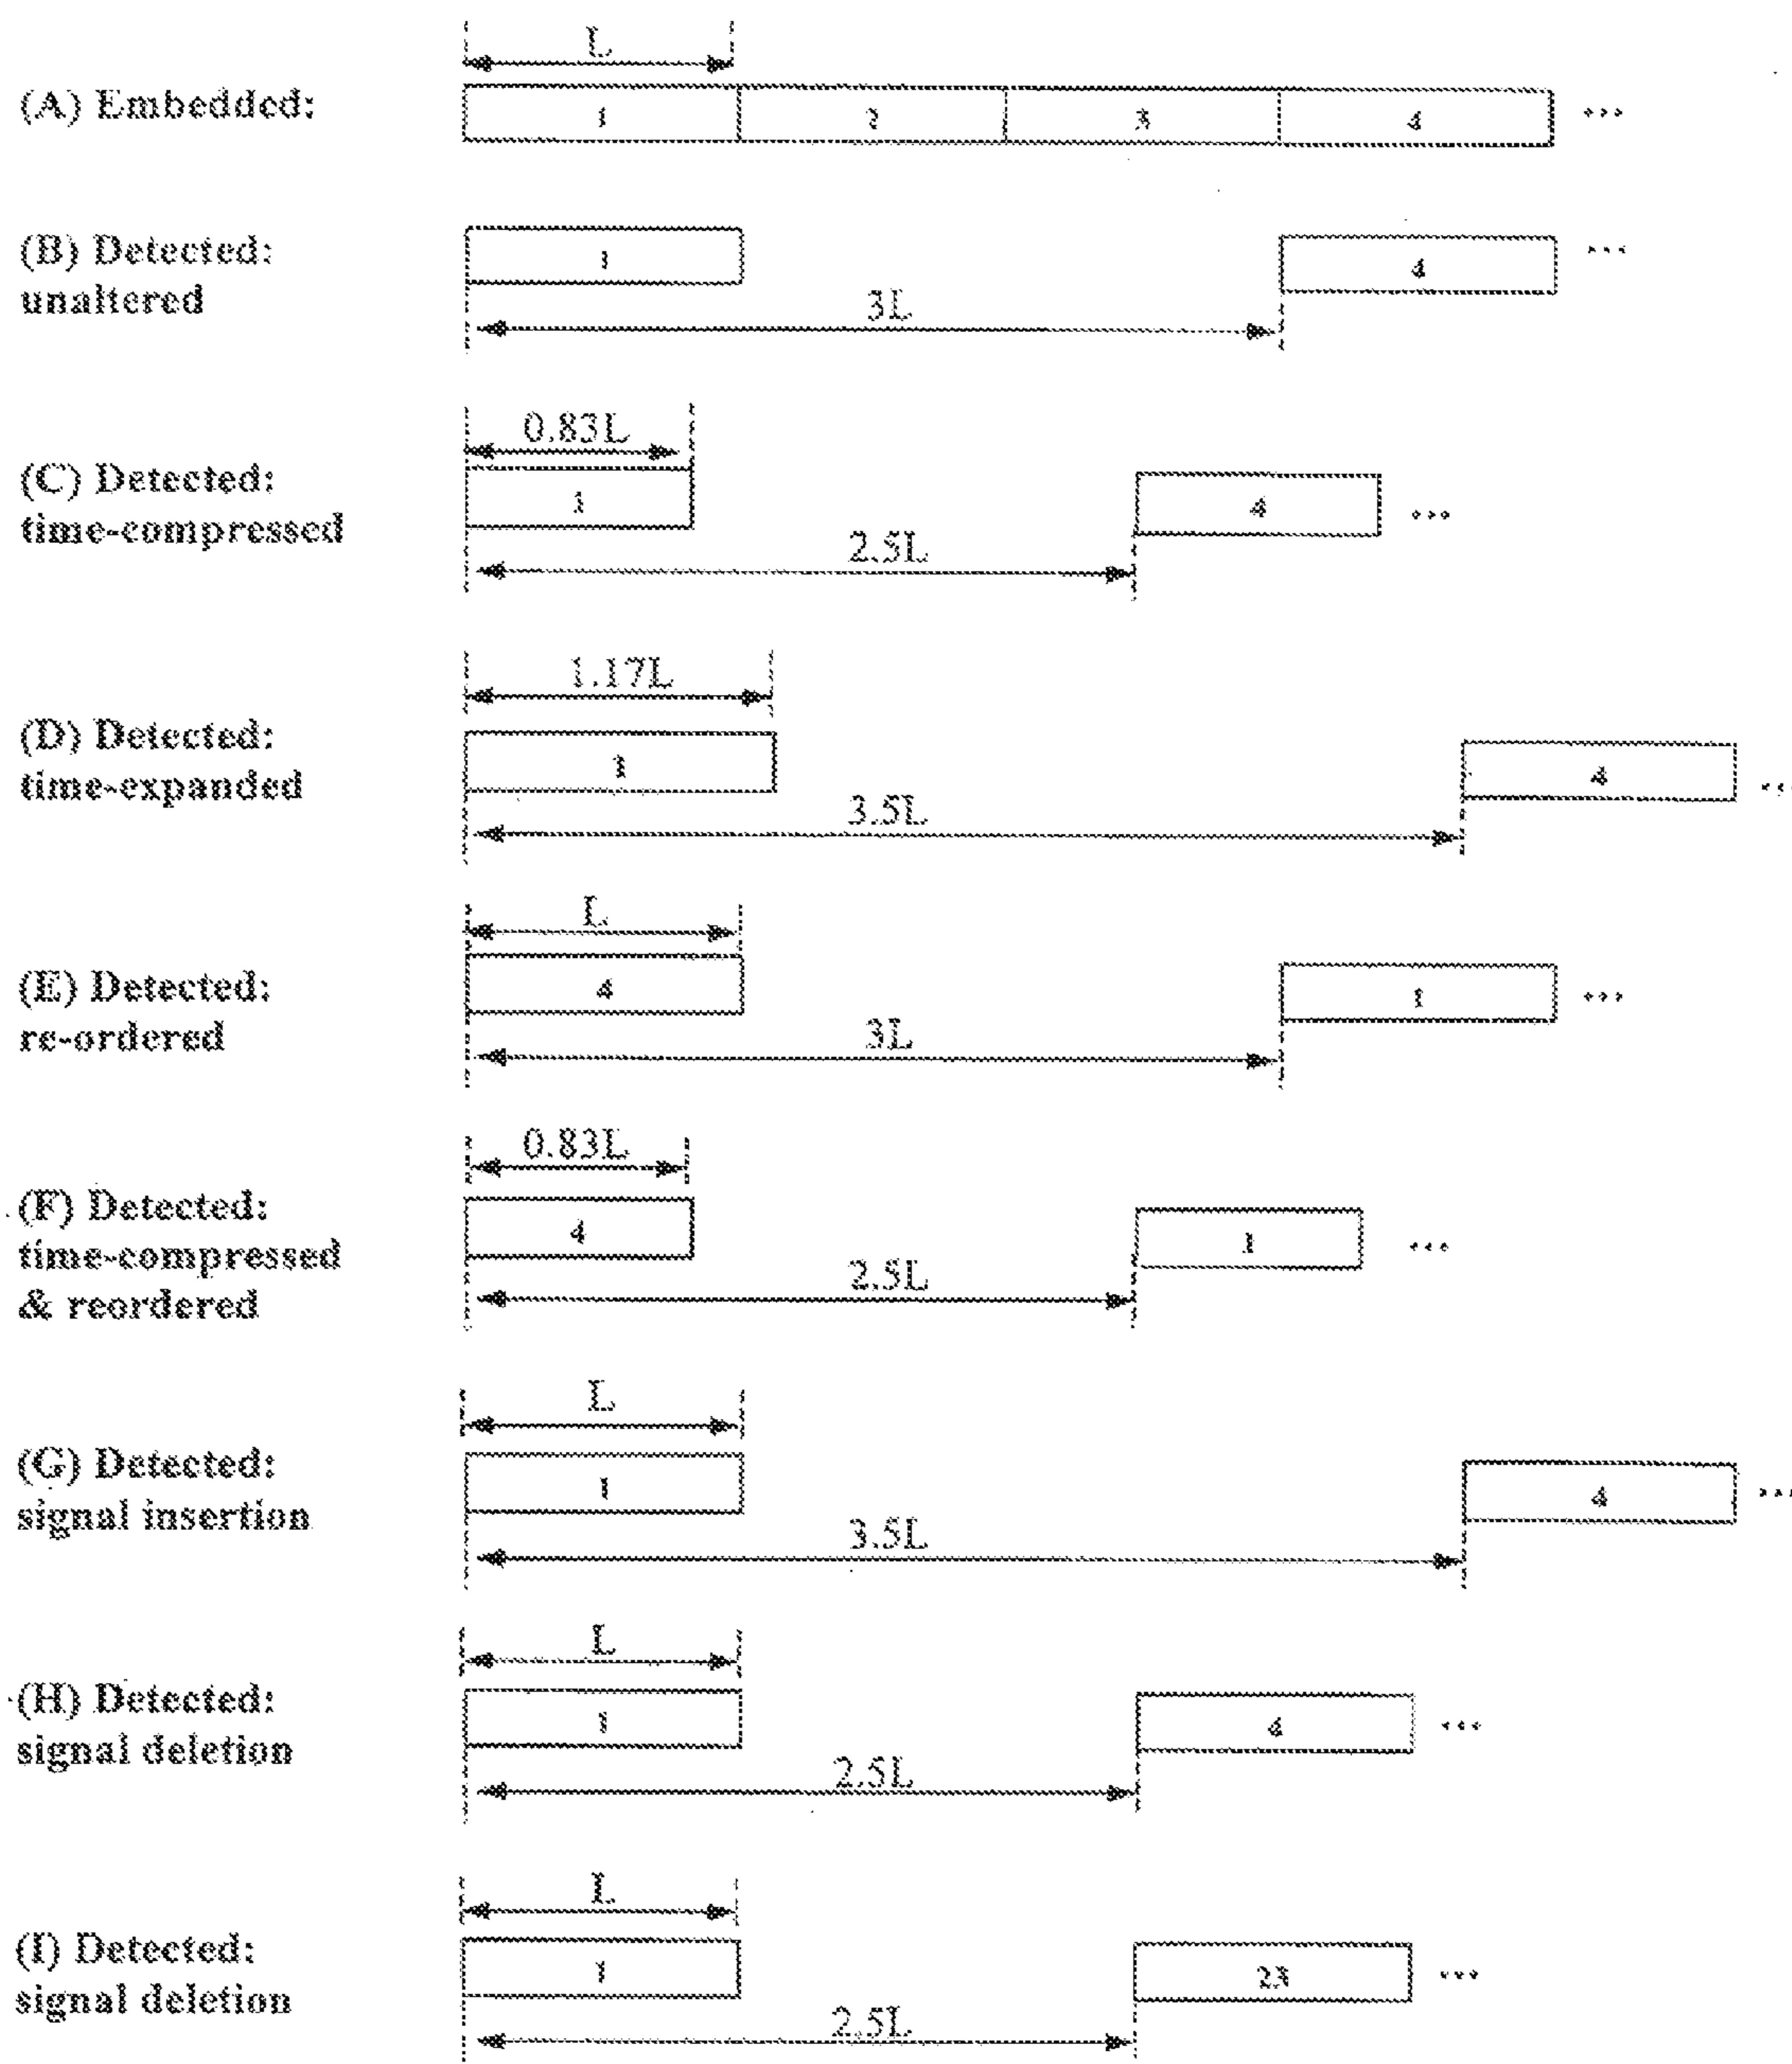 L
(A) Embedded:
1 2 3 4 ...
(B) Detected:
unaltered
1 4 ...
3L
0.83L
(C) Detected:
time-compressed
1 4 ...
2.5L
1.17L
(D) Detected:
time-expanded
1 4 ...
3.5L
L
(E) Detected:
re-ordered
4 1 ...
3L
0.83L
(F) Detected:
time-compressed
& reordered
4 1 ...
2.5L
L
(G) Detected:
signal insertion
1 4 ...
3.5L
L
(H) Detected:
signal deletion
1 4 ...
2.5L
L
(I) Detected:
signal deletion
1 23 ...
2.5L